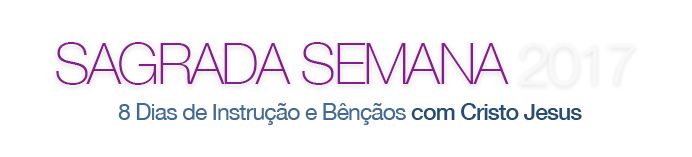 SAGRADA SEMANA 2017
8 Dias de Instrução e Bênçãos com Cristo Jesus